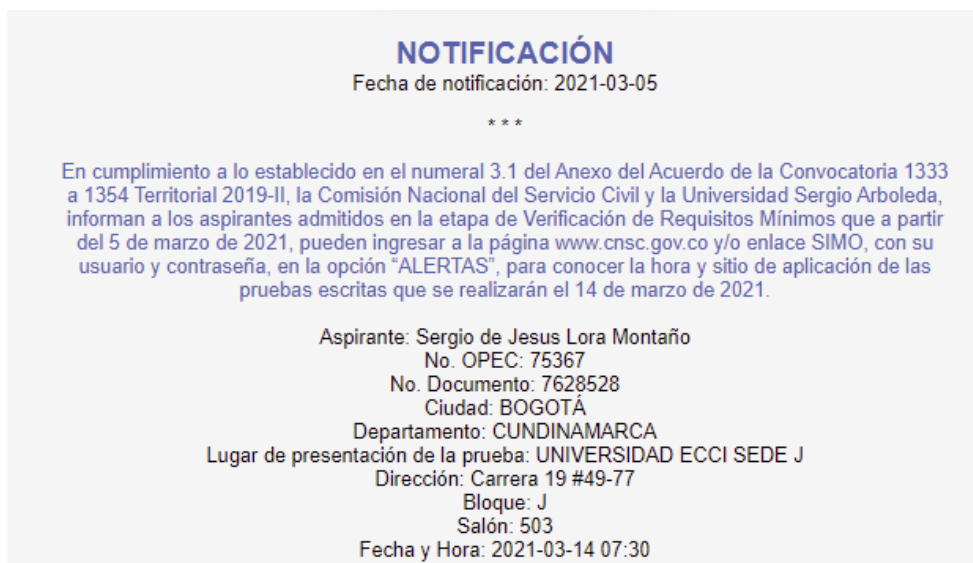 NOTIFICACIÓN
Fecha de notificación: 2021-03-05
* * *
En cumplimiento a lo establecido en el numeral 3.1 del Anexo del Acuerdo de la Convocatoria 1333
a 1354 Territorial 2019-II, la Comisión Nacional del Servicio Civil y la Universidad Sergio Arboleda,
informan a los aspirantes admitidos en la etapa de Verificación de Requisitos Mínimos que a partir
del 5 de marzo de 2021, pueden ingresar a la página www.cnsc.gov.co y/o enlace SIMO, con su
usuario y contraseña, en la opción “ALERTAS”, para conocer la hora y sitio de aplicación de las
pruebas escritas que se realizarán el 14 de marzo de 2021.
Aspirante: Sergio de Jesus Lora Montaño
No. OPEC: 75367
No. Documento: 7628528
Ciudad: BOGOTÁ
Departamento: CUNDINAMARCA
Lugar de presentación de la prueba: UNIVERSIDAD ECCI SEDE J
Dirección: Carrera 19 #49-77
Bloque: J
Salón: 503
Fecha y Hora: 2021-03-14 07:30